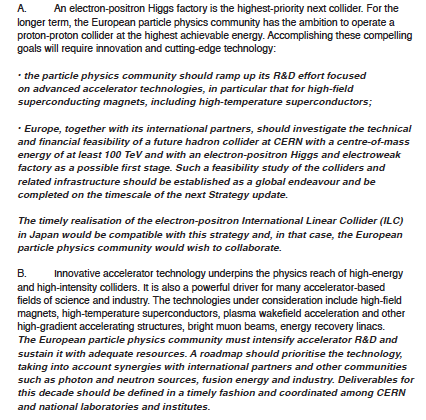 A. An electron-positron Higgs factory is the highest-priority next collider. For the
longer term, the European particle physics community has the ambition to operate a
proton-proton collider at the highest achievable energy. Accomplishing these compelling
goals will require innovation and cutting-edge technology:
• the particle physics community should ramp up its R&D effort focused
on advanced accelerator technologies, in particular that for high-field
superconducting magnets, including high-temperature superconductors;
• Europe, together with its international partners, should investigate the technical
and financial feasibility of a future hadron collider at CERN with a centre-of-mass
energy of at least 100 TeV and with an electron-positron Higgs and electroweak
factory as a possible first stage. Such a feasibility study of the colliders and
related infrastructure should be established as a global endeavour and be
completed on the timescale of the next Strategy update.
The timely realisation of the electron-positron International Linear Collider (ILC)
in Japan would be compatible with this strategy and, in that case, the European
particle physics community would wish to collaborate.
B. Innovative accelerator technology underpins the physics reach of high-energy
and high-intensity colliders. It is also a powerful driver for many accelerator-based
fields of science and industry. The technologies under consideration include high-field
magnets, high-temperature superconductors, plasma wakefield acceleration and other
high-gradient accelerating structures, bright muon beams, energy recovery linacs.
The European particle physics community must intensify accelerator R&D and
sustain it with adequate resources. A roadmap should prioritise the technology,
taking into account synergies with international partners and other communities
such as photon and neutron sources, fusion energy and industry. Deliverables for
this decade should be defined in a timely fashion and coordinated among CERN
and national laboratories and institutes.